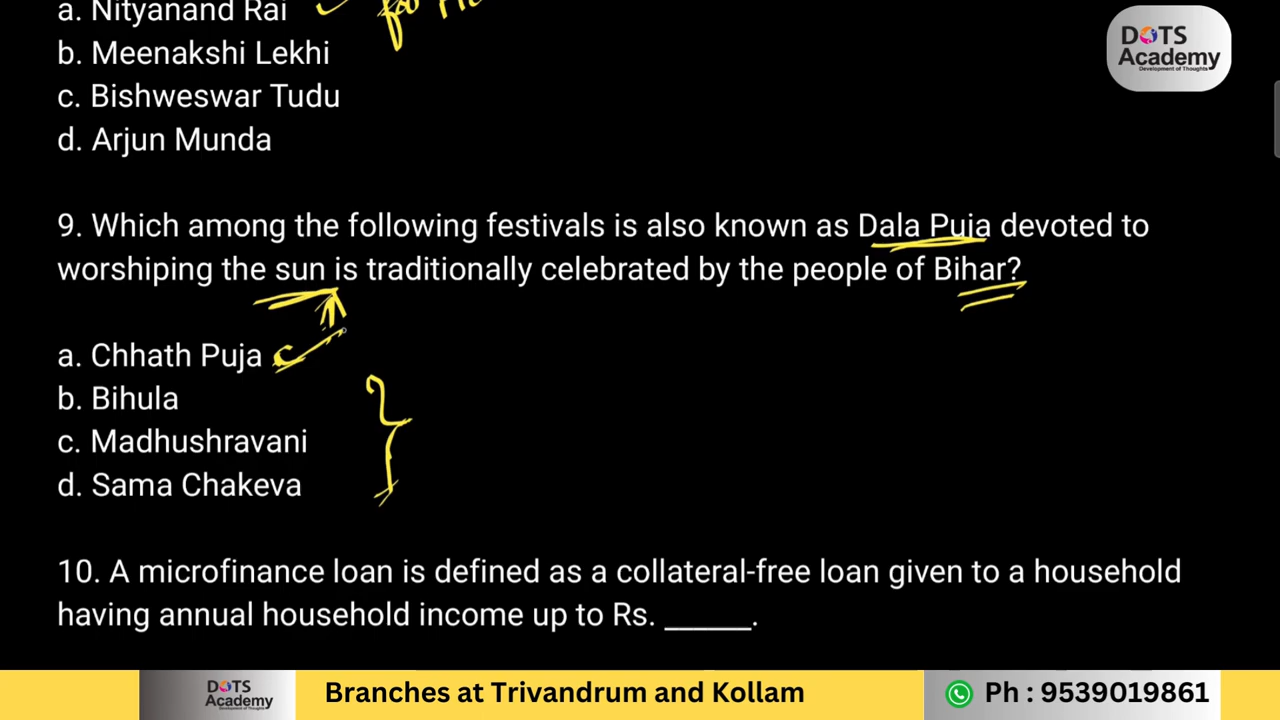 a. Nityanand Rai
b. Meenakshi Lekhi
c. Bishweswar Tudu
d. Arjun Munda
DOTS
Academy
Development of Thoughts
9. Which among the following festivals is also known as Dala Puja devoted to
worshiping the sun is traditionally celebrated by the people of Bihar?
a. Chhath Puja
b. Bihula
c. Madhushravani
d. Sama Chakeva
10. A microfinance loan is defined as a collateral-free loan given to a household
having annual household income up to Rs. ______.
DOTS
Academy
Development of Thoughts
Branches at Trivandrum and Kollam
Ph : 9539019861